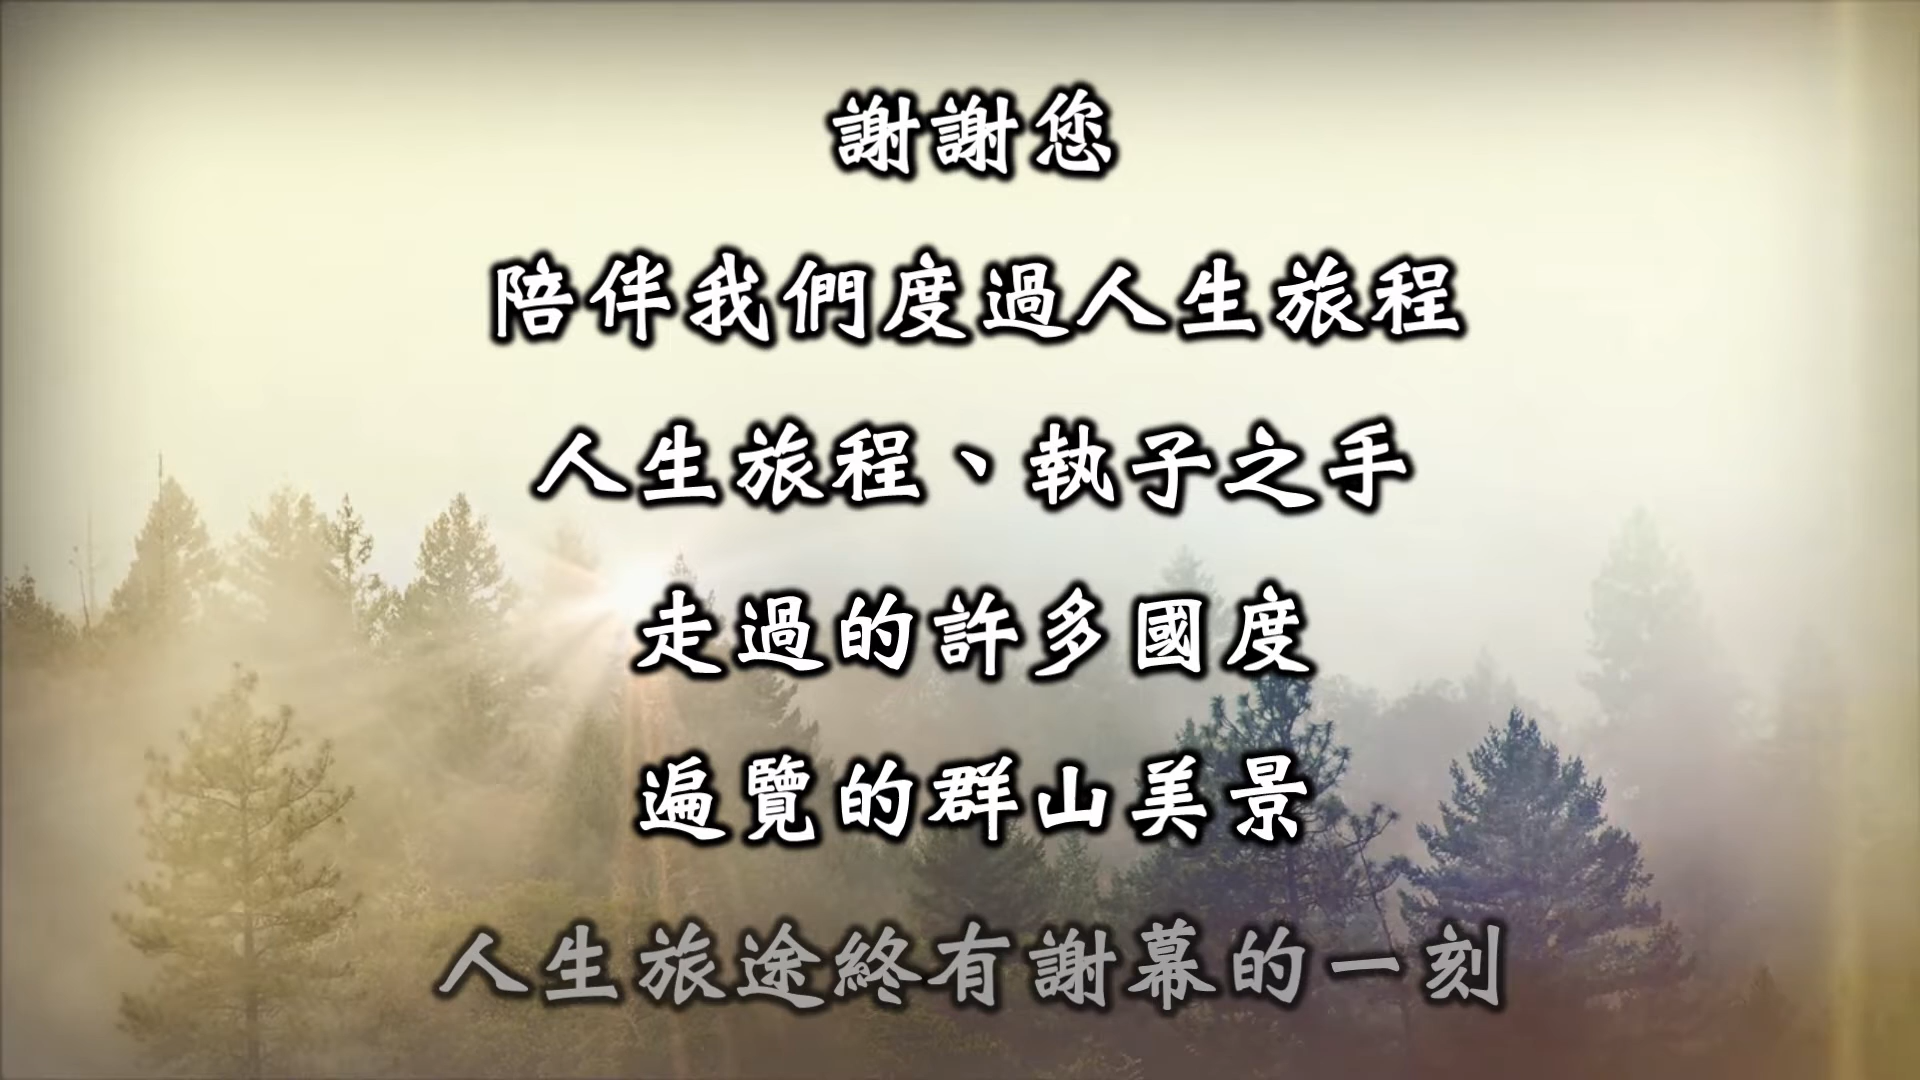 謝謝您
陪伴我們度過人生旅程
人生旅程、執子之手
走過的許多國度
遍覽的群山美景
人生旅途終有謝幕的一刻